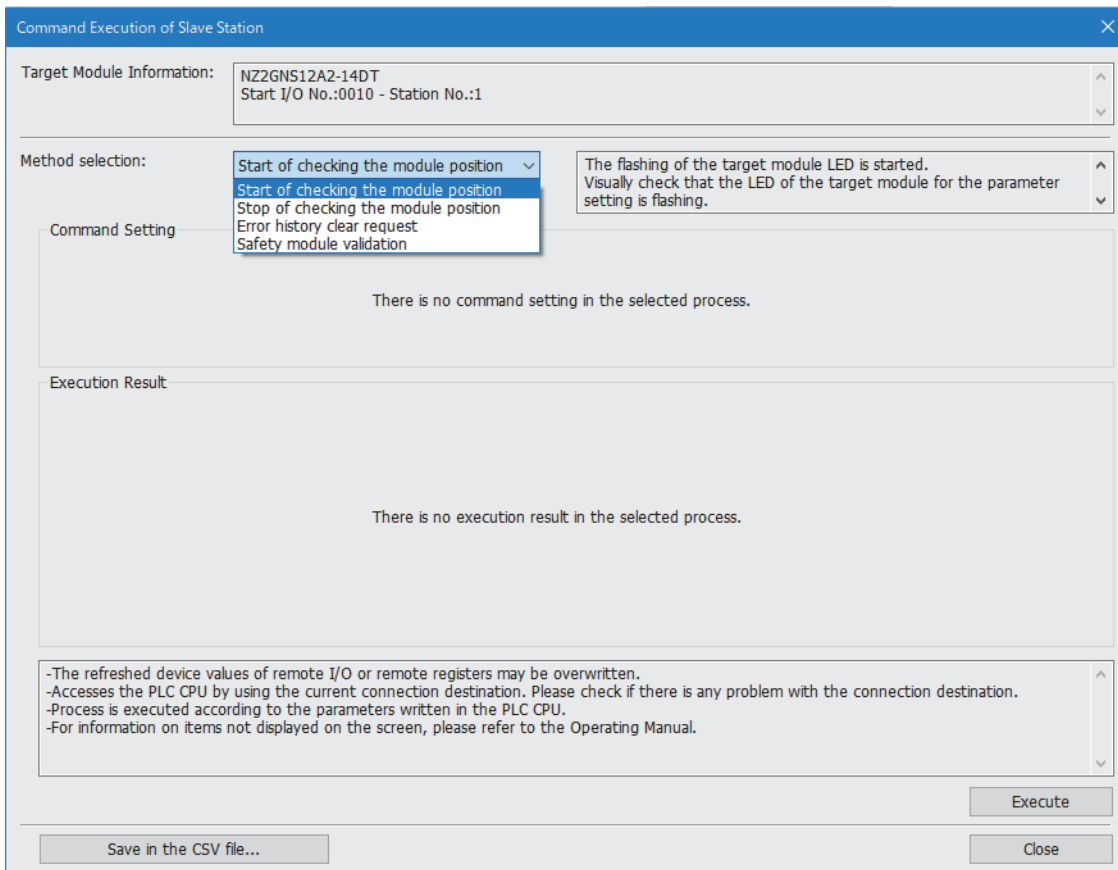 Command Execution of Slave Station
Target Module Information:
NZ2GNS12A2-14DT
Start I/O No.:0010 - Station No.:1
Method selection:
Start of checking the module position
Start of checking the module position
Stop of checking the module position
Error history clear request
Safety module validation
The flashing of the target module LED is started.
Visually check that the LED of the target module for the parameter
setting is flashing.
Command Setting
There is no command setting in the selected process.
Execution Result
There is no execution result in the selected process.
-The refreshed device values of remote I/O or remote registers may be overwritten.
-Accesses the PLC CPU by using the current connection destination. Please check if there is any problem with the connection destination.
-Process is executed according to the parameters written in the PLC CPU.
-For information on items not displayed on the screen, please refer to the Operating Manual.
Execute
Save in the CSV file...
Close